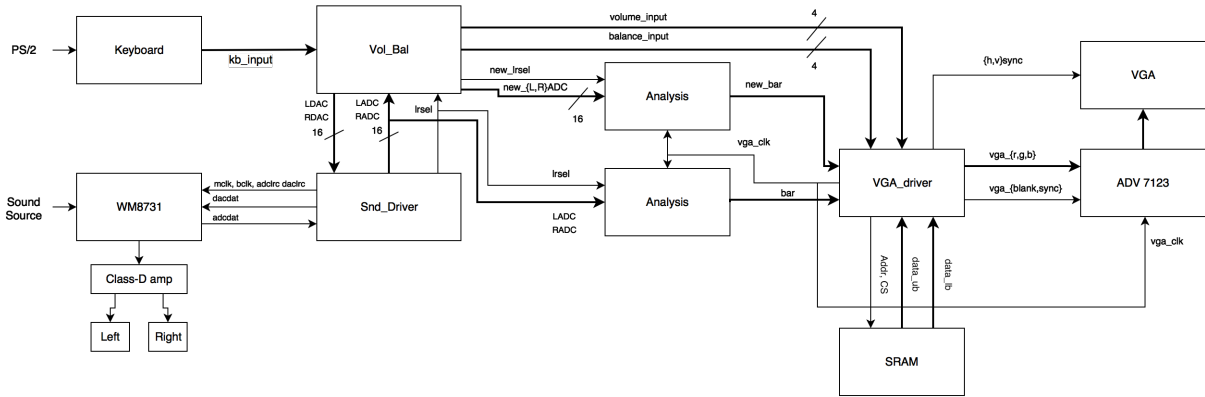 volume_input
4
PS/2
Keyboard
kb_input
Vol_Bal
balance_input
4
{h,v}sync
VGA
new_lrsel
new_{L,R}ADC
16
Analysis
new_bar
LDAC
RDAC
16
LADC
RADC
16
lrsel
vga_clk
Sound
Source
WM8731
mclk, bclk, adclrc daclrc
dacdat
adcdat
Snd_Driver
lrsel
LADC
RADC
Analysis
bar
VGA_driver
vga_{r,g,b}
vga_{blank,sync}
ADV 7123
vga_clk
Class-D amp
Left
Right
Addr, CS
data_ub
data_lb
SRAM